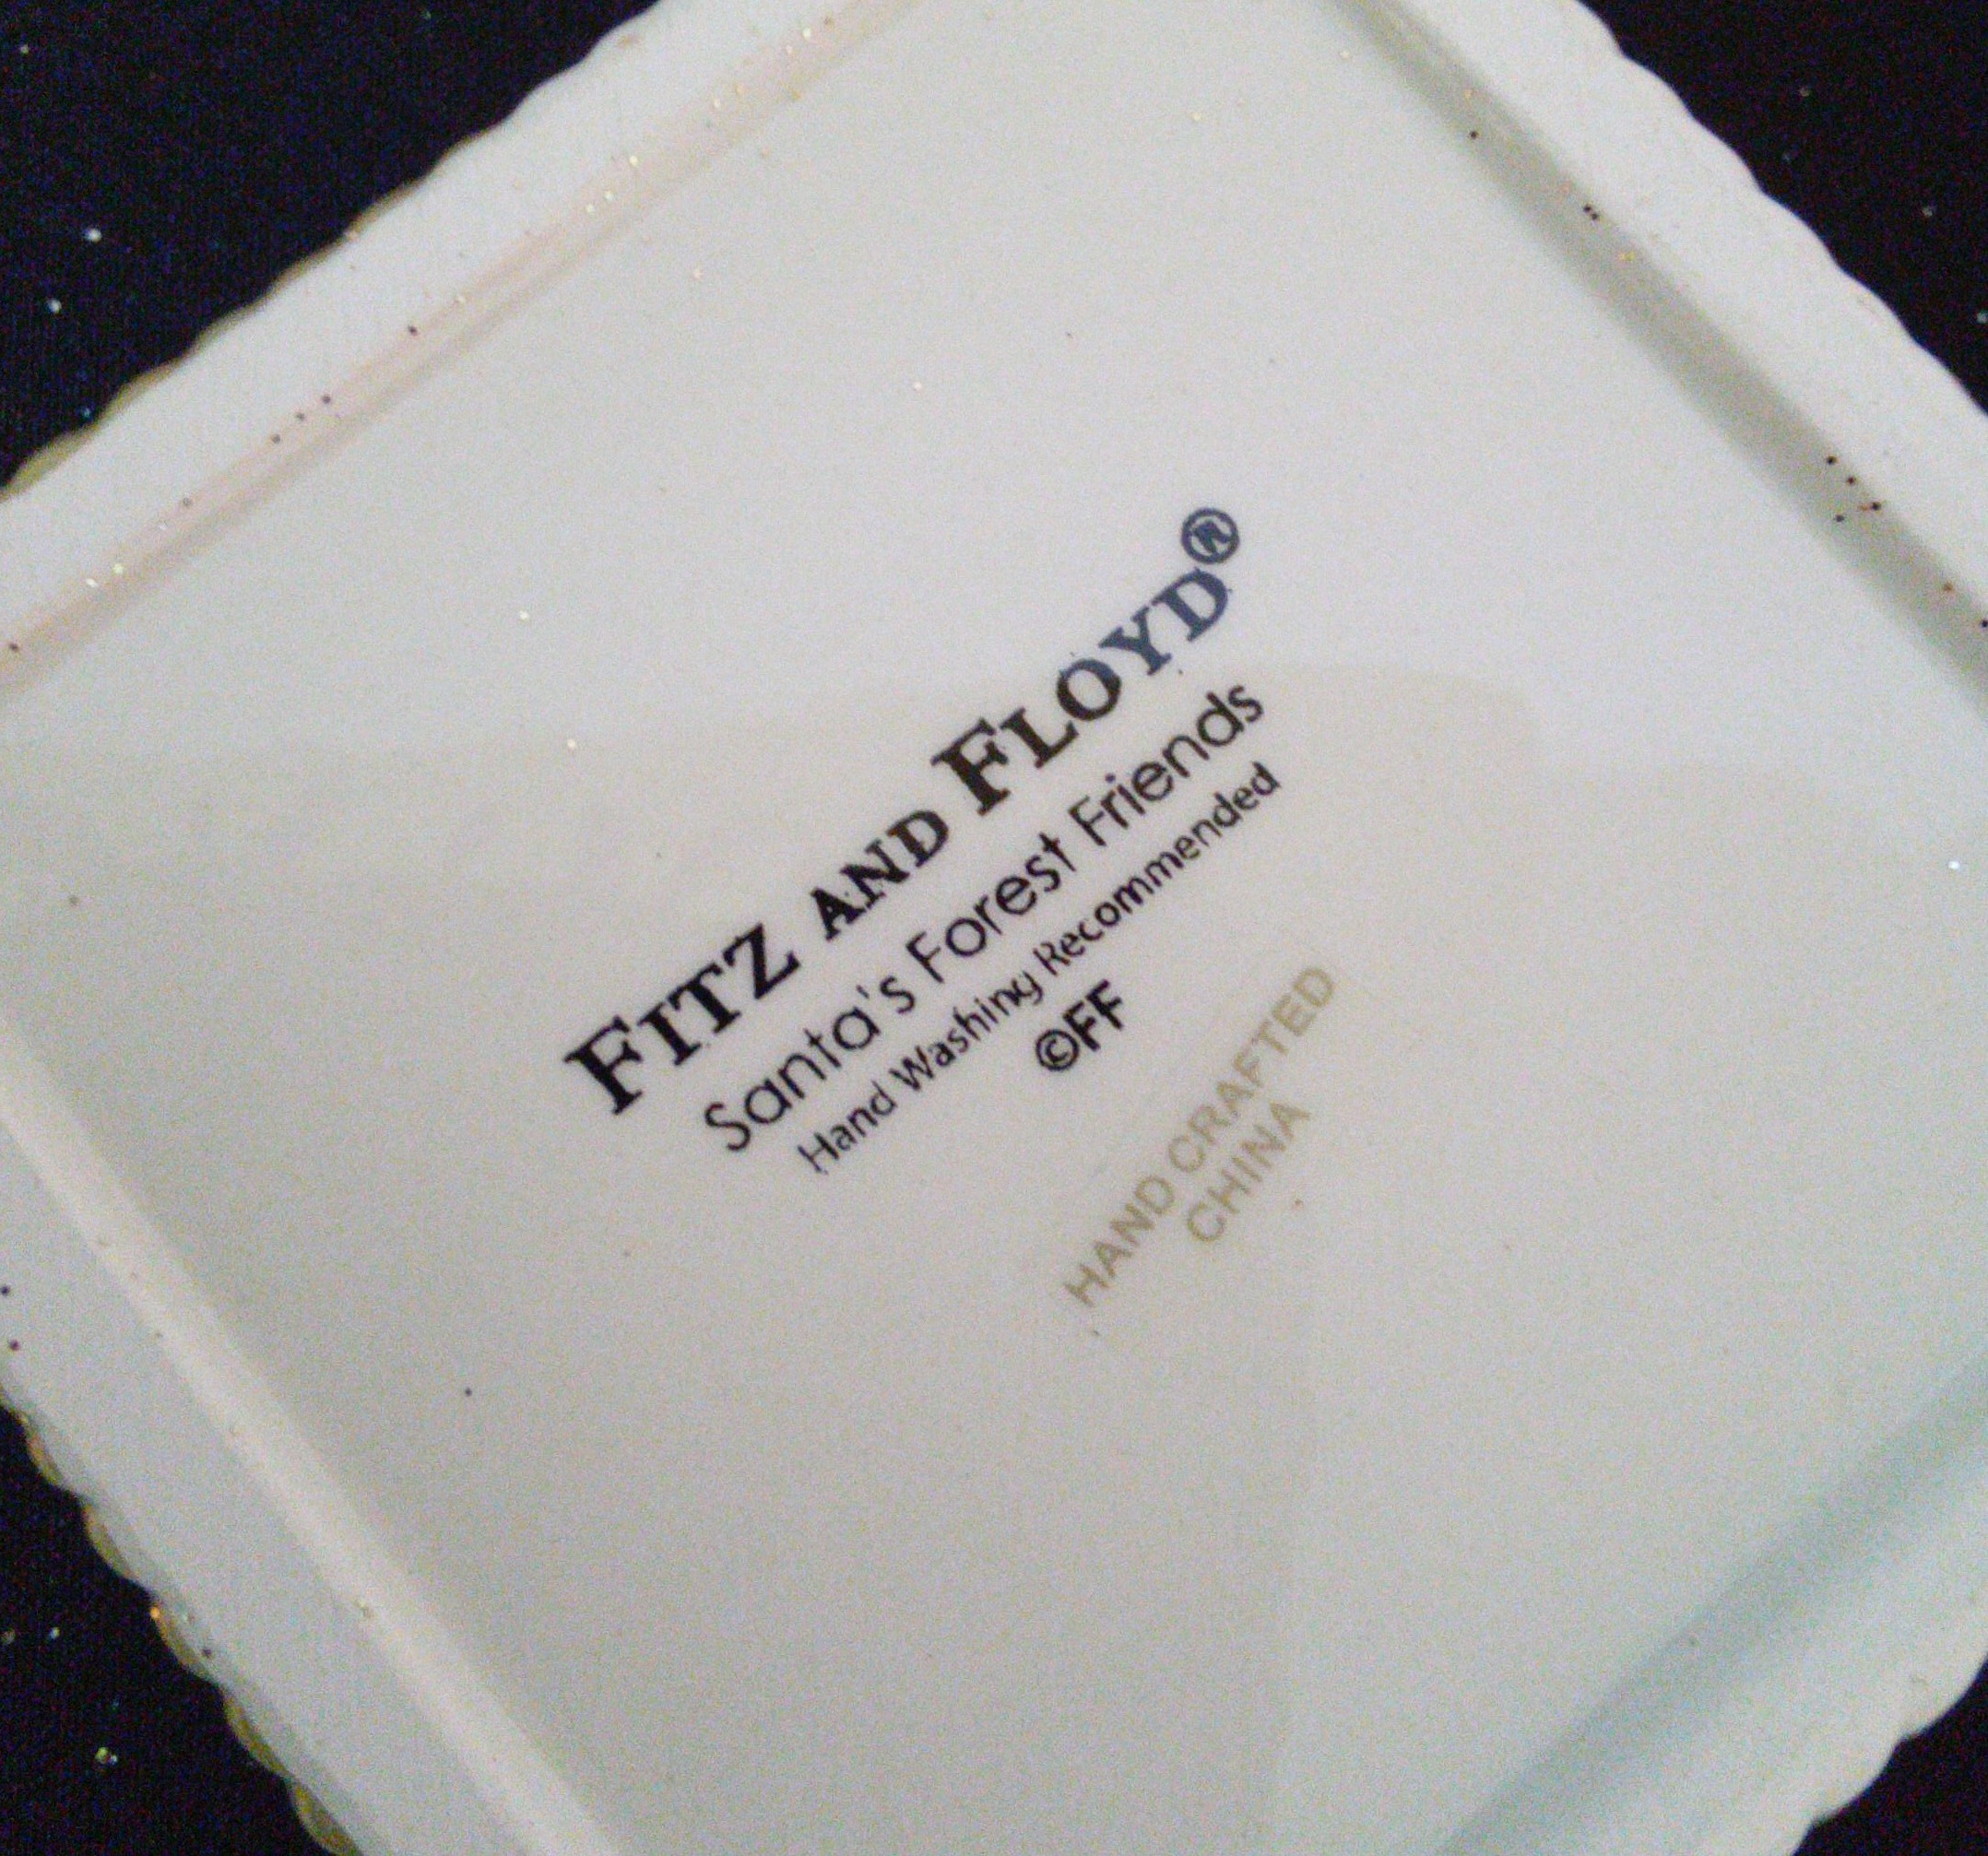 FITZ AND FLOYD®
Santa's Forest Friends
Hand Washing Recommended
©FF
HAND CRAFTED
CHINA